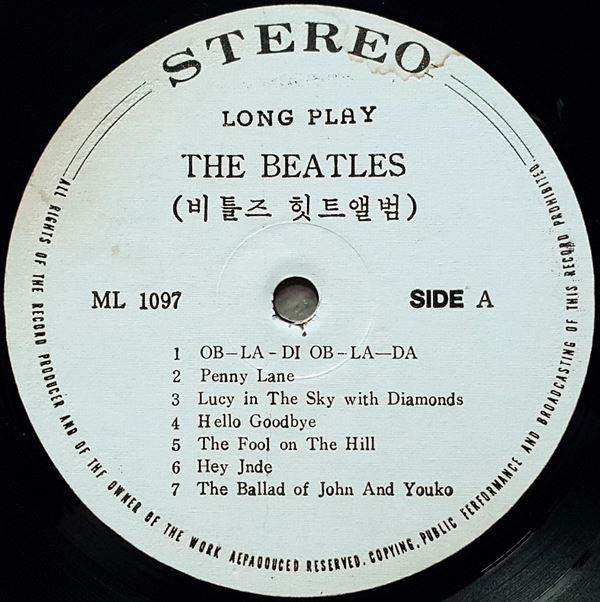 STEREO
LONG PLAY
THE BEATLES
(비틀즈 힛트앨범)
ML 1097
SIDE A
1 OB-LA-DI OB-LA-DA
2 Penny Lane
3 Lucy in The Sky with Diamonds
4 Hello Goodbye
5 The Fool on The Hill
6 Hey Jnde
7 The Ballad of John And Youko
ALL RIGHTS OF THE RECORD PRODUCER AND OF THE OWNER OF THE WORK AEPAODUCED RESERVED. COPYING. PUBLIC FERFORMANCE AND BROADCASTING OF THIS RECORD PROHIBITED.